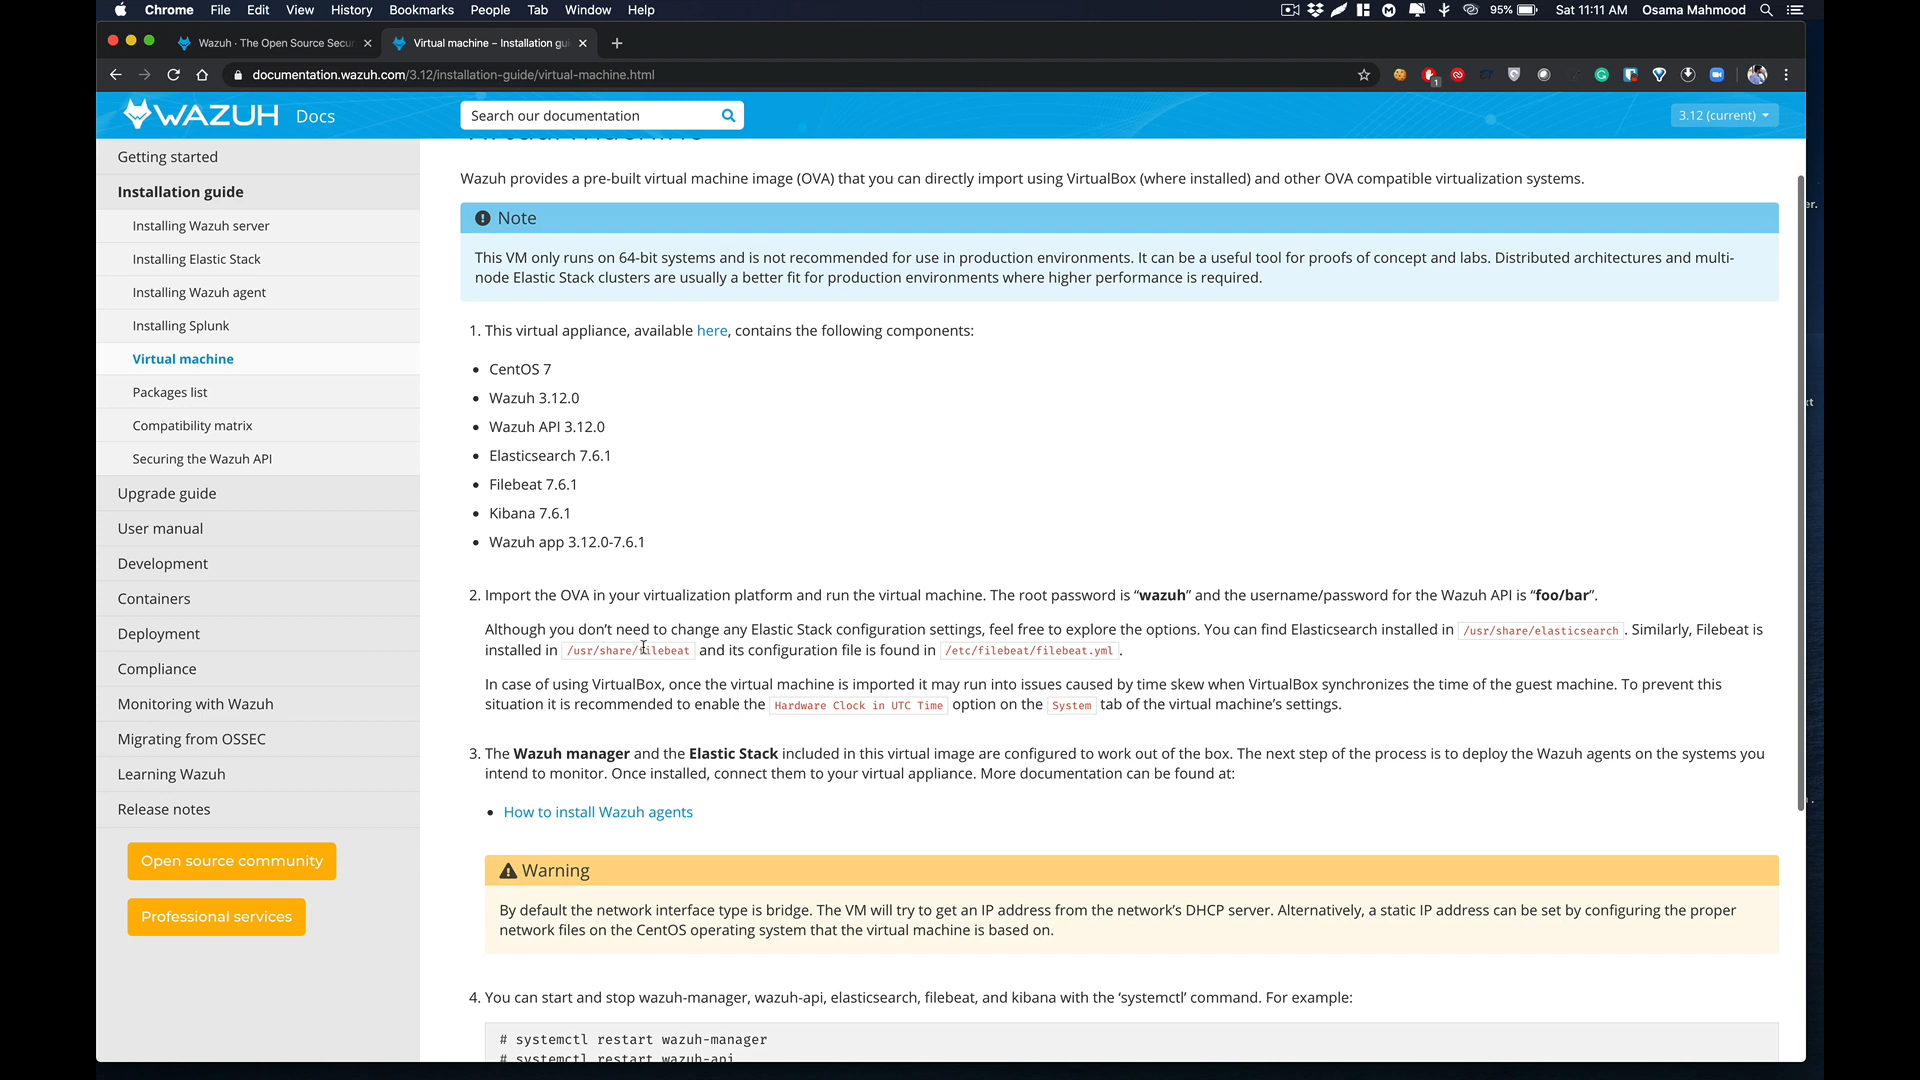 Chrome File Edit View History Bookmarks People Tab Window Help 95% Sat 11:11 AM Osama Mahmood
Wazuh · The Open Source Secur
Virtual machine – Installation gui
documentation.wazuh.com/3.12/installation-guide/virtual-machine.html
1
WAZUH Docs
Search our documentation
3.12 (current)
Getting started
Installation guide
Installing Wazuh server
Installing Elastic Stack
Installing Wazuh agent
Installing Splunk
Virtual machine
Packages list
Compatibility matrix
Securing the Wazuh API
Upgrade guide
User manual
Development
Containers
Deployment
Compliance
Monitoring with Wazuh
Migrating from OSSEC
Learning Wazuh
Release notes
Open source community
Professional services
Wazuh provides a pre-built virtual machine image (OVA) that you can directly import using VirtualBox (where installed) and other OVA compatible virtualization systems.
Note
This VM only runs on 64-bit systems and is not recommended for use in production environments. It can be a useful tool for proofs of concept and labs. Distributed architectures and multi-
node Elastic Stack clusters are usually a better fit for production environments where higher performance is required.
1. This virtual appliance, available here, contains the following components:
• CentOS 7
• Wazuh 3.12.0
• Wazuh API 3.12.0
• Elasticsearch 7.6.1
• Filebeat 7.6.1
• Kibana 7.6.1
• Wazuh app 3.12.0-7.6.1
2. Import the OVA in your virtualization platform and run the virtual machine. The root password is “wazuh” and the username/password for the Wazuh API is “foo/bar”.
Although you don’t need to change any Elastic Stack configuration settings, feel free to explore the options. You can find Elasticsearch installed in /usr/share/elasticsearch . Similarly, Filebeat is
installed in /usr/share/filebeat and its configuration file is found in /etc/filebeat/filebeat.yml .
In case of using VirtualBox, once the virtual machine is imported it may run into issues caused by time skew when VirtualBox synchronizes the time of the guest machine. To prevent this
situation it is recommended to enable the Hardware Clock in UTC Time option on the System tab of the virtual machine’s settings.
3. The Wazuh manager and the Elastic Stack included in this virtual image are configured to work out of the box. The next step of the process is to deploy the Wazuh agents on the systems you
intend to monitor. Once installed, connect them to your virtual appliance. More documentation can be found at:
• How to install Wazuh agents
Warning
By default the network interface type is bridge. The VM will try to get an IP address from the network’s DHCP server. Alternatively, a static IP address can be set by configuring the proper
network files on the CentOS operating system that the virtual machine is based on.
4. You can start and stop wazuh-manager, wazuh-api, elasticsearch, filebeat, and kibana with the ‘systemctl’ command. For example:
# systemctl restart wazuh-manager
# systemctl restart wazuh-api